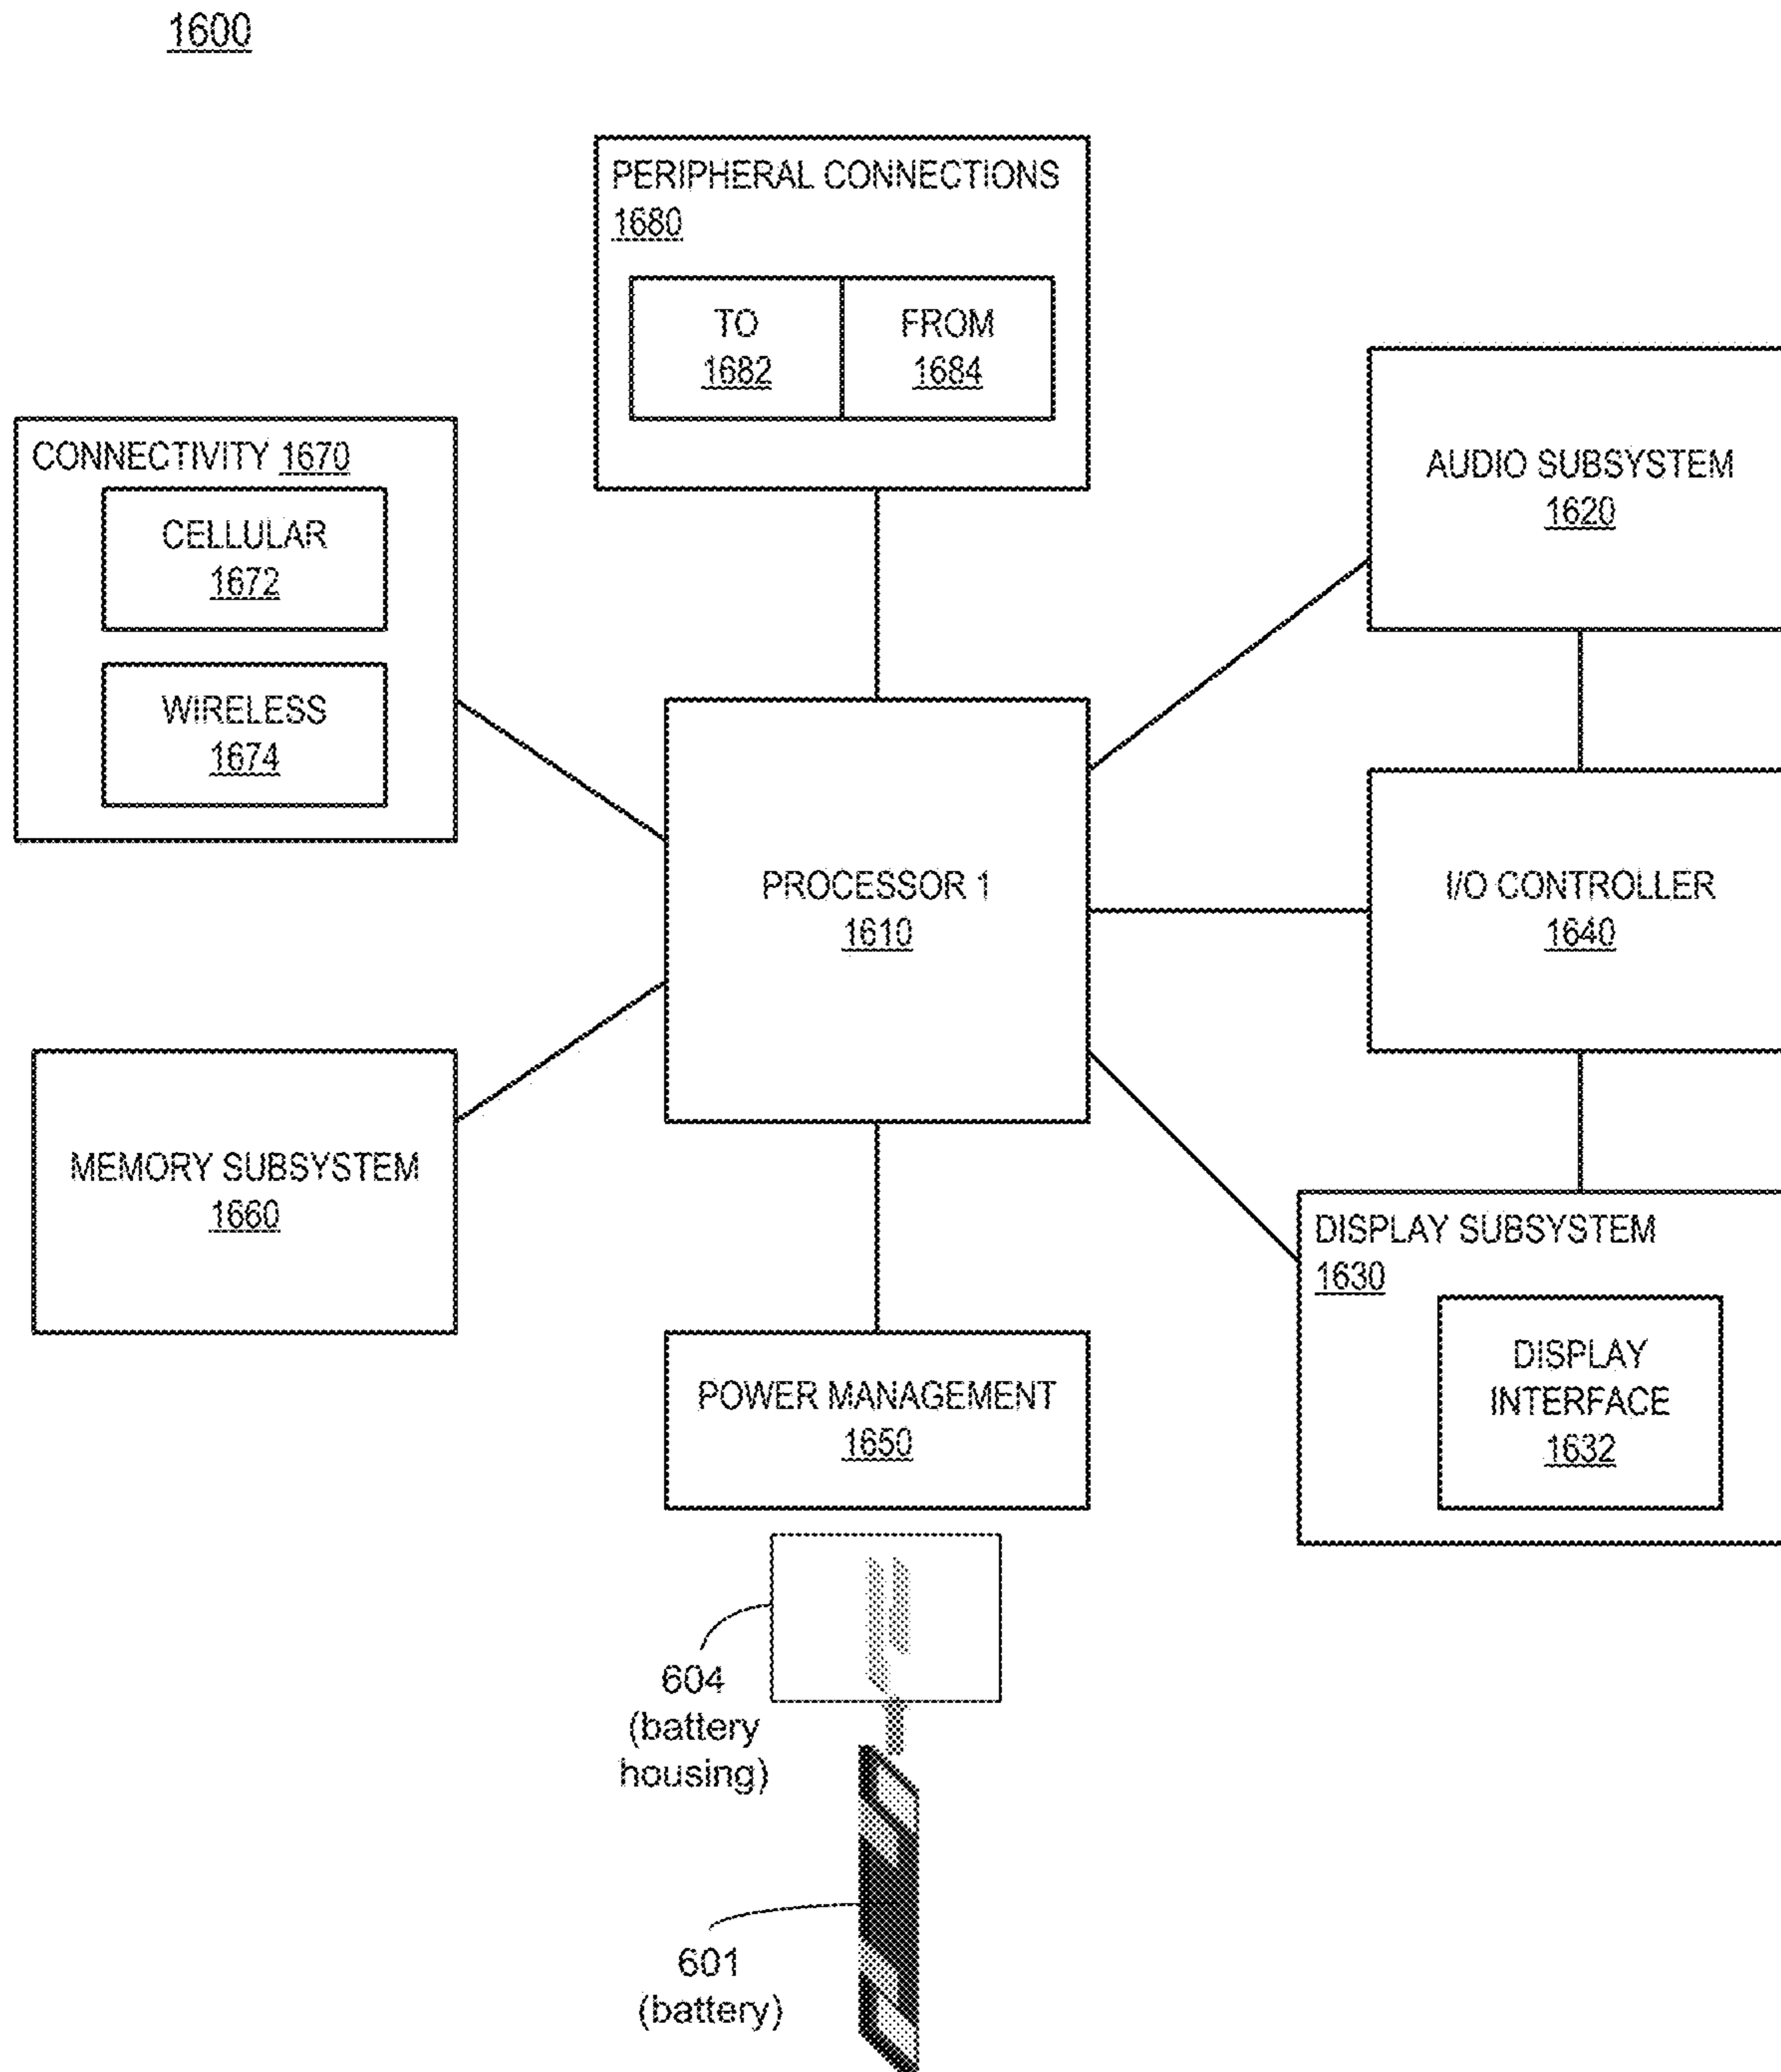 1600
PERIPHERAL CONNECTIONS
1680
TO
1682
FROM
1684
CONNECTIVITY 1670
CELLULAR
1672
WIRELESS
1674
AUDIO SUBSYSTEM
1620
PROCESSOR 1
1610
I/O CONTROLLER
1640
MEMORY SUBSYSTEM
1660
DISPLAY SUBSYSTEM
1630
DISPLAY
INTERFACE
1632
POWER MANAGEMENT
1650
604
(battery
housing)
601
(battery)